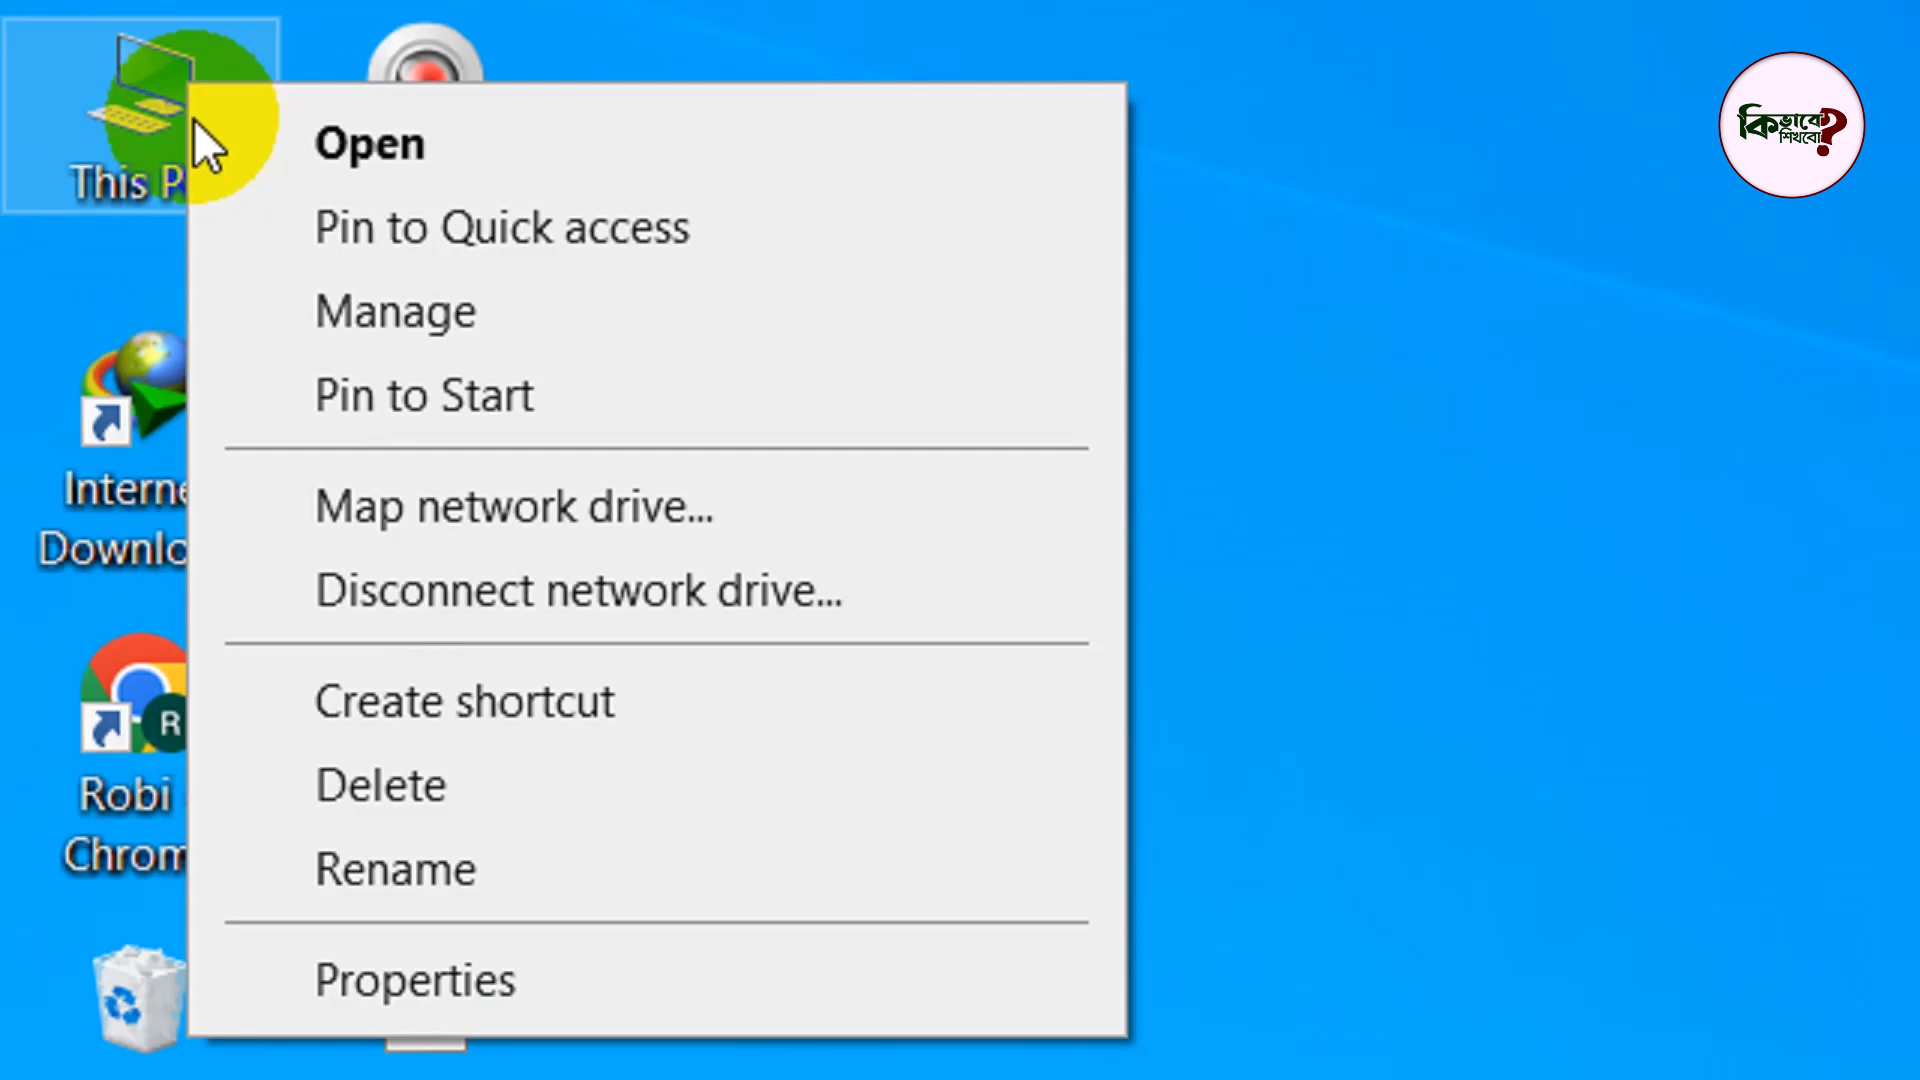 This P
Open
Pin to Quick access
Manage
Pin to Start
Map network drive...
Disconnect network drive...
Create shortcut
Delete
Rename
Properties
Interne
Downlo
R
Robi
Chrom
কিভাবে
শিখবো?